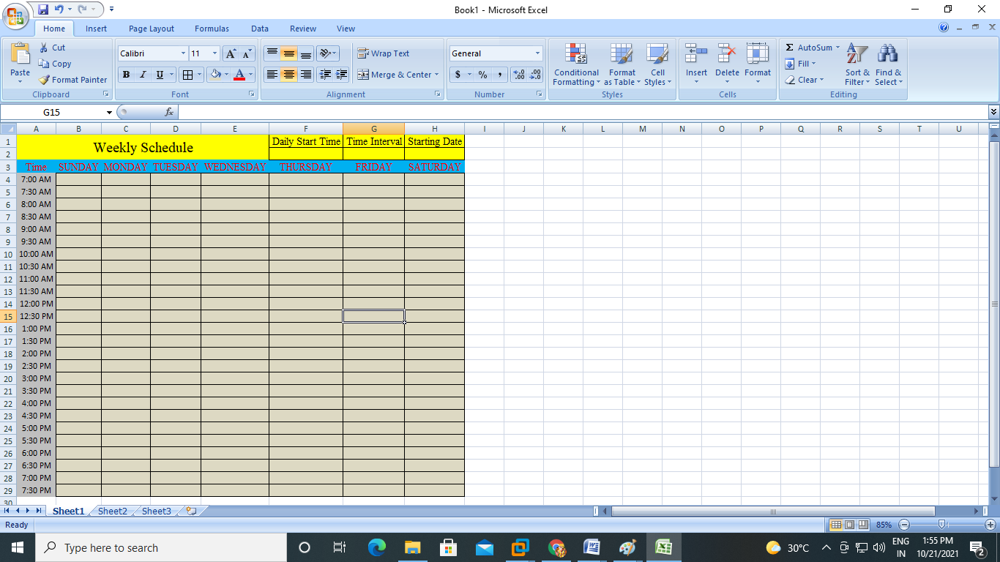 Book1 - Microsoft Excel
Home Insert Page Layout Formulas Data Review View
Paste Cut Copy Format Painter
Calibri 11
B I U
A A
A
Wrap Text
Merge & Center
General
$ % ,
Conditional Formatting Format as Table Cell Styles
Insert Delete Format
Σ AutoSum
Fill
Clear
Sort & Filter Find & Select
Clipboard Font Alignment Number Styles Cells Editing
G15 fx
A B C D E F G H I J K L M N O P Q R S T U
1 Weekly Schedule Daily Start Time Time Interval Starting Date
2
3 Time SUNDAY MONDAY TUESDAY WEDNESDAY THURSDAY FRIDAY SATURDAY
4 7:00 AM
5 7:30 AM
6 8:00 AM
7 8:30 AM
8 9:00 AM
9 9:30 AM
10 10:00 AM
11 10:30 AM
12 11:00 AM
13 11:30 AM
14 12:00 PM
15 12:30 PM
16 1:00 PM
17 1:30 PM
18 2:00 PM
19 2:30 PM
20 3:00 PM
21 3:30 PM
22 4:00 PM
23 4:30 PM
24 5:00 PM
25 5:30 PM
26 6:00 PM
27 6:30 PM
28 7:00 PM
29 7:30 PM
30
Sheet1 Sheet2 Sheet3
Ready 85%
Type here to search
30°C
ENG
IN
1:55 PM
10/21/2021
2